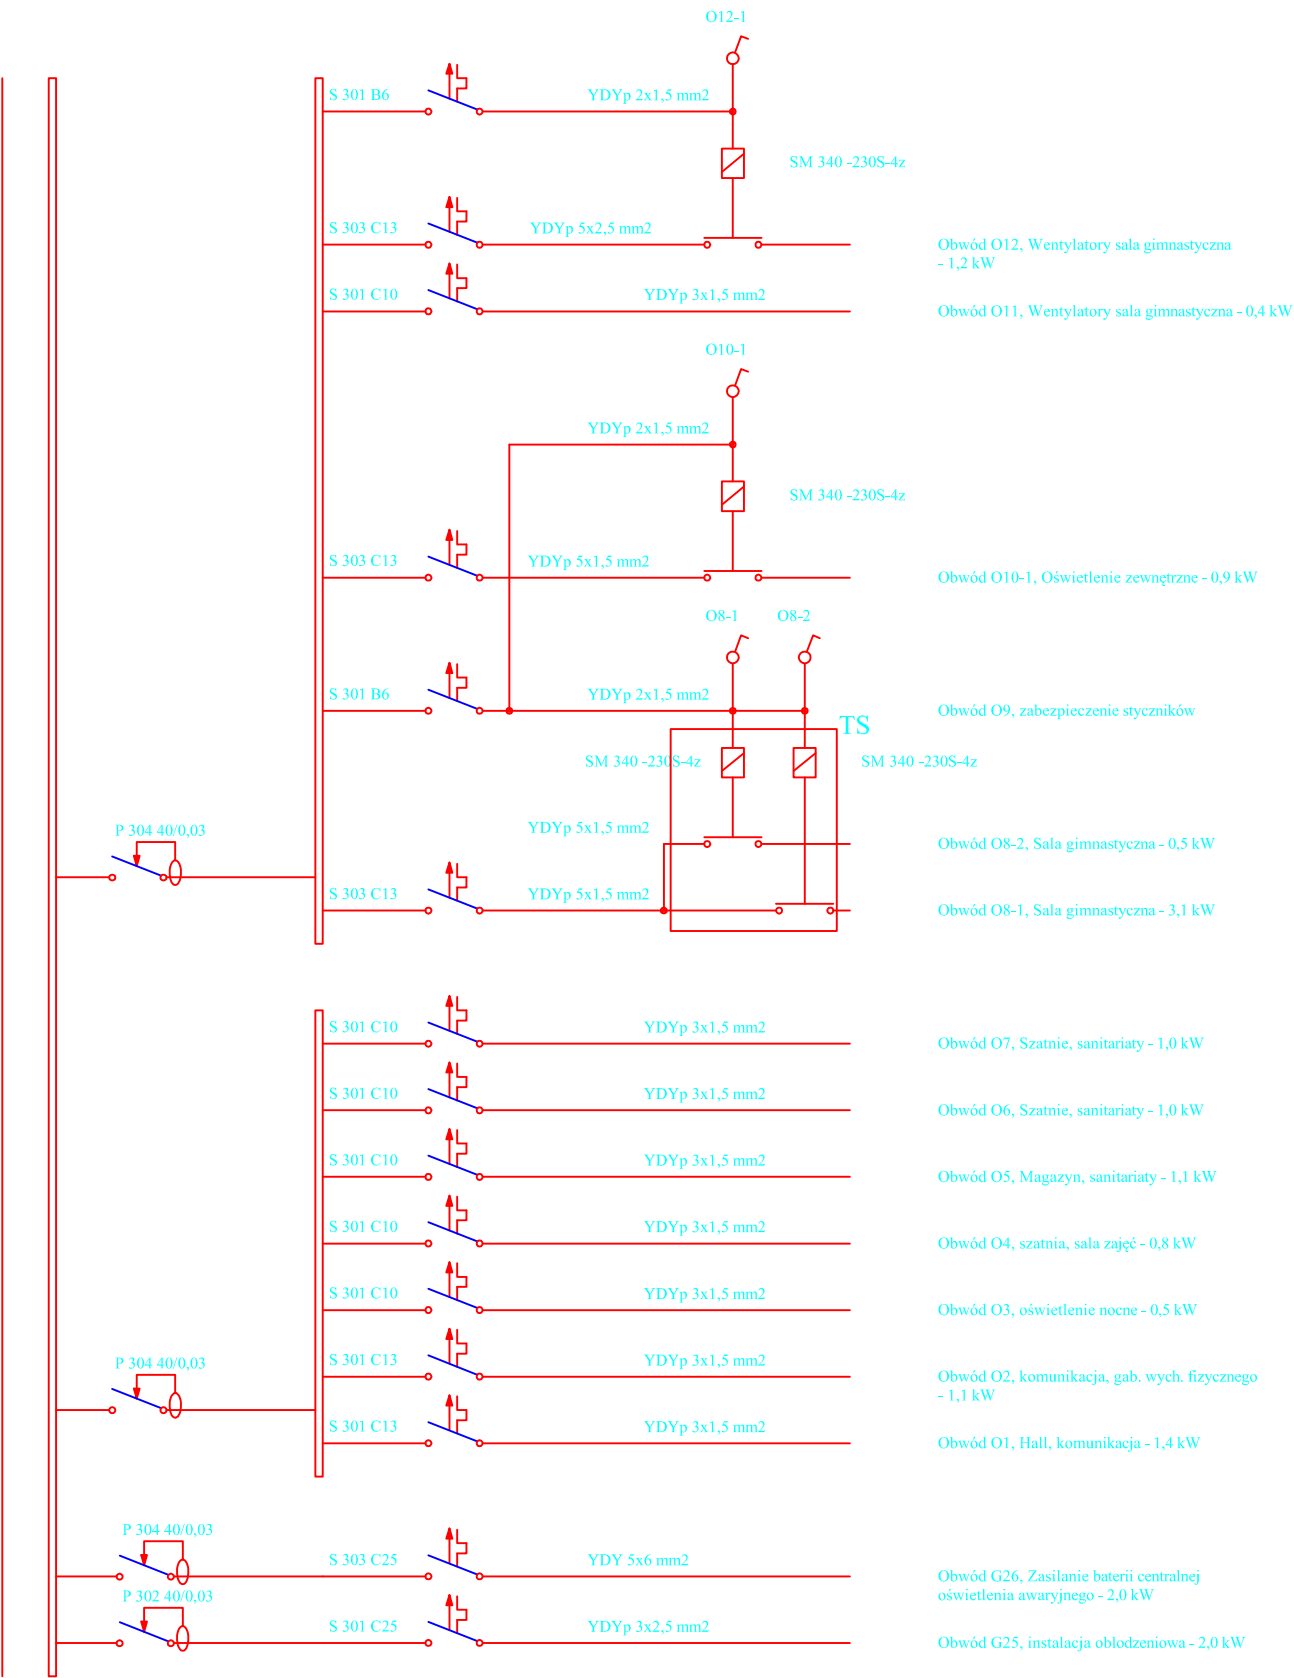 O12-1
S 301 B6 YDYp 2x1,5 mm2
SM 340 -230S-4z
S 303 C13 YDYp 5x2,5 mm2
Obwód O12, Wentylatory sala gimnastyczna
- 1,2 kW
S 301 C10 YDYp 3x1,5 mm2
Obwód O11, Wentylatory sala gimnastyczna - 0,4 kW
O10-1
YDYp 2x1,5 mm2
SM 340 -230S-4z
S 303 C13 YDYp 5x1,5 mm2
Obwód O10-1, Oświetlenie zewnętrzne - 0,9 kW
O8-1 O8-2
S 301 B6 YDYp 2x1,5 mm2
Obwód O9, zabezpieczenie styczników
TS
SM 340 -230S-4z SM 340 -230S-4z
P 304 40/0,03
YDYp 5x1,5 mm2
Obwód O8-2, Sala gimnastyczna - 0,5 kW
S 303 C13 YDYp 5x1,5 mm2
Obwód O8-1, Sala gimnastyczna - 3,1 kW
S 301 C10 YDYp 3x1,5 mm2
Obwód O7, Szatnie, sanitariaty - 1,0 kW
S 301 C10 YDYp 3x1,5 mm2
Obwód O6, Szatnie, sanitariaty - 1,0 kW
S 301 C10 YDYp 3x1,5 mm2
Obwód O5, Magazyn, sanitariaty - 1,1 kW
S 301 C10 YDYp 3x1,5 mm2
Obwód O4, szatnia, sala zajęć - 0,8 kW
S 301 C10 YDYp 3x1,5 mm2
Obwód O3, oświetlenie nocne - 0,5 kW
P 304 40/0,03
S 301 C13 YDYp 3x1,5 mm2
Obwód O2, komunikacja, gab. wych. fizycznego
- 1,1 kW
S 301 C13 YDYp 3x1,5 mm2
Obwód O1, Hall, komunikacja - 1,4 kW
P 304 40/0,03
S 303 C25 YDY 5x6 mm2
Obwód G26, Zasilanie baterii centralnej
oświetlenia awaryjnego - 2,0 kW
P 302 40/0,03
S 301 C25 YDYp 3x2,5 mm2
Obwód G25, instalacja oblodzeniowa - 2,0 kW